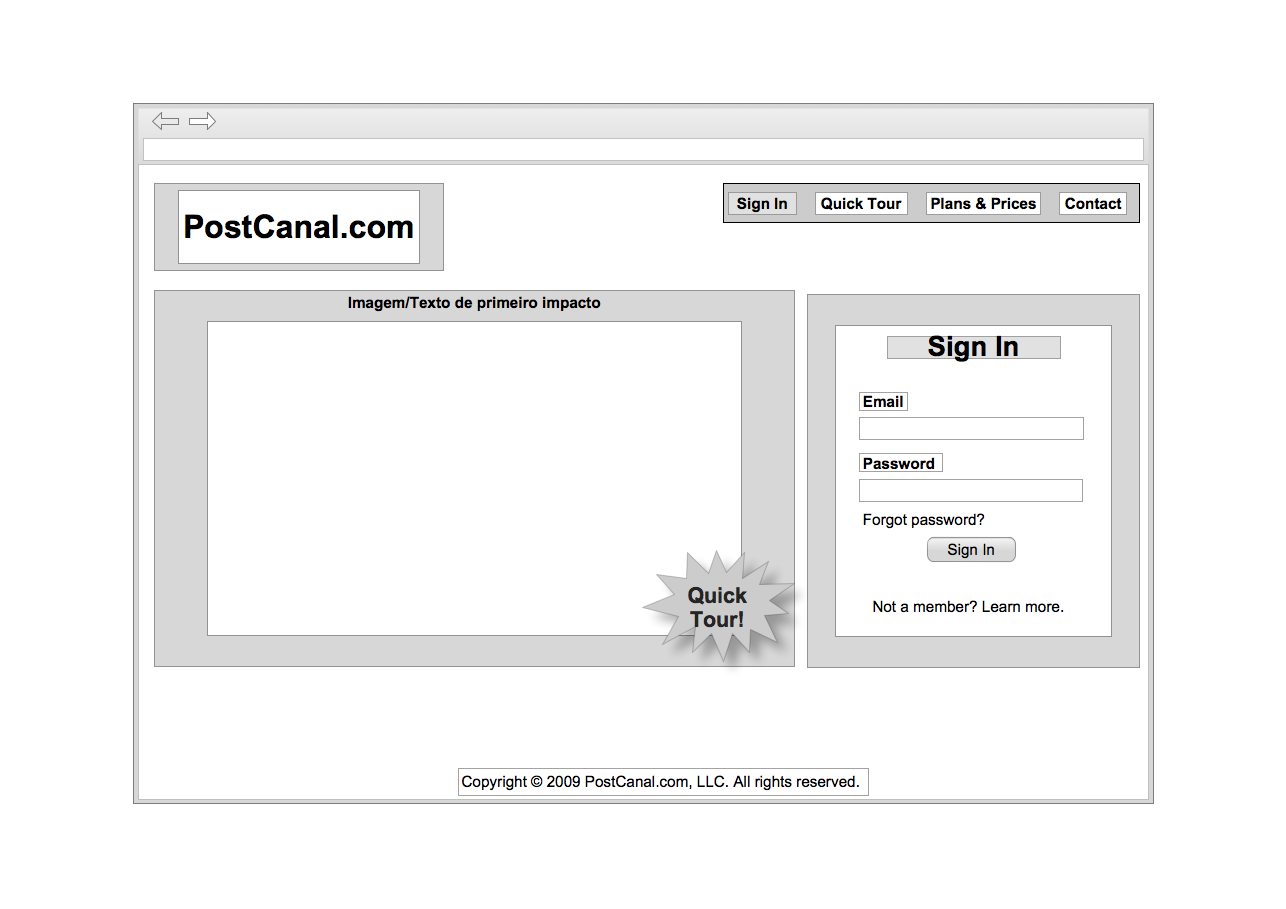 PostCanal.com
Sign In
Quick Tour
Plans & Prices
Contact
Imagem/Texto de primeiro impacto
Quick
Tour!
Sign In
Email
Password
Forgot password?
Sign In
Not a member? Learn more.
Copyright © 2009 PostCanal.com, LLC. All rights reserved.